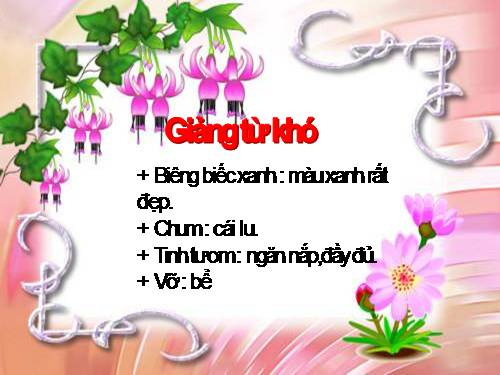 Giảng từ khó
+ Biêng biếc xanh : màu xanh rất
đẹp.
+ Chum : cái lu.
+ Tinh tươm : ngăn nắp,đầy đủ.
+ Vỡ : bể